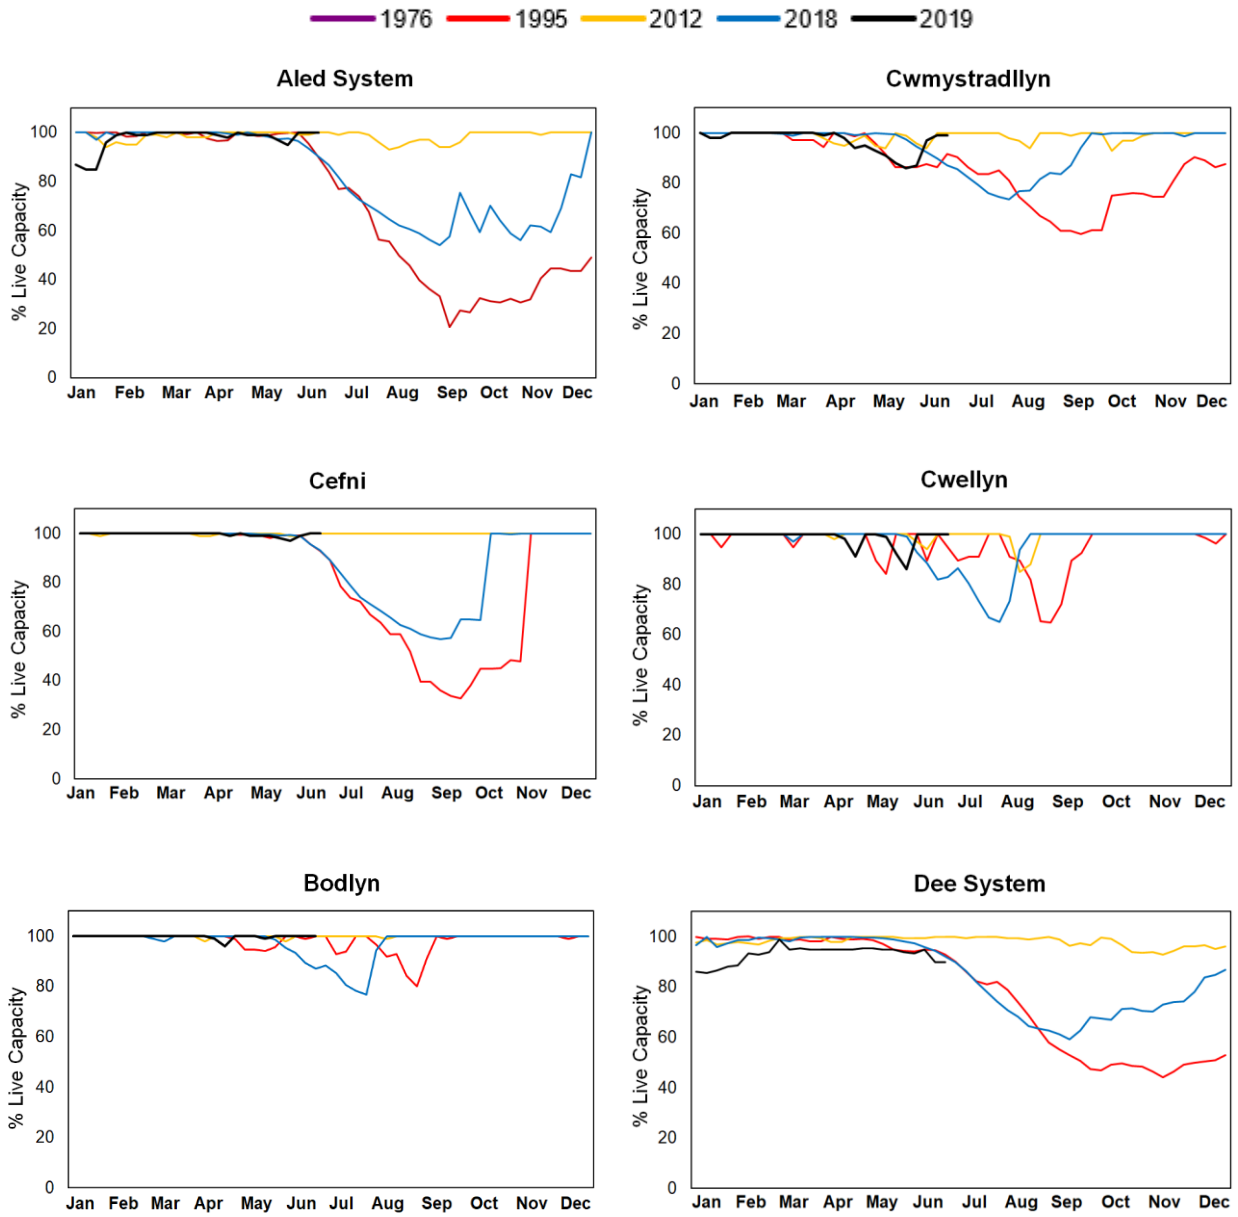 1976 1995 2012 2018 2019
Aled System
% Live Capacity
100
80
60
40
20
0
Jan Feb Mar Apr May Jun Jul Aug Sep Oct Nov Dec
Cwmystradllyn
% Live Capacity
100
80
60
40
20
0
Jan Feb Mar Apr May Jun Jul Aug Sep Oct Nov Dec
Cefni
% Live Capacity
100
80
60
40
20
0
Jan Feb Mar Apr May Jun Jul Aug Sep Oct Nov Dec
Cwellyn
% Live Capacity
100
80
60
40
20
0
Jan Feb Mar Apr May Jun Jul Aug Sep Oct Nov Dec
Bodlyn
% Live Capacity
100
80
60
40
20
0
Jan Feb Mar Apr May Jun Jul Aug Sep Oct Nov Dec
Dee System
% Live Capacity
100
80
60
40
20
0
Jan Feb Mar Apr May Jun Jul Aug Sep Oct Nov Dec